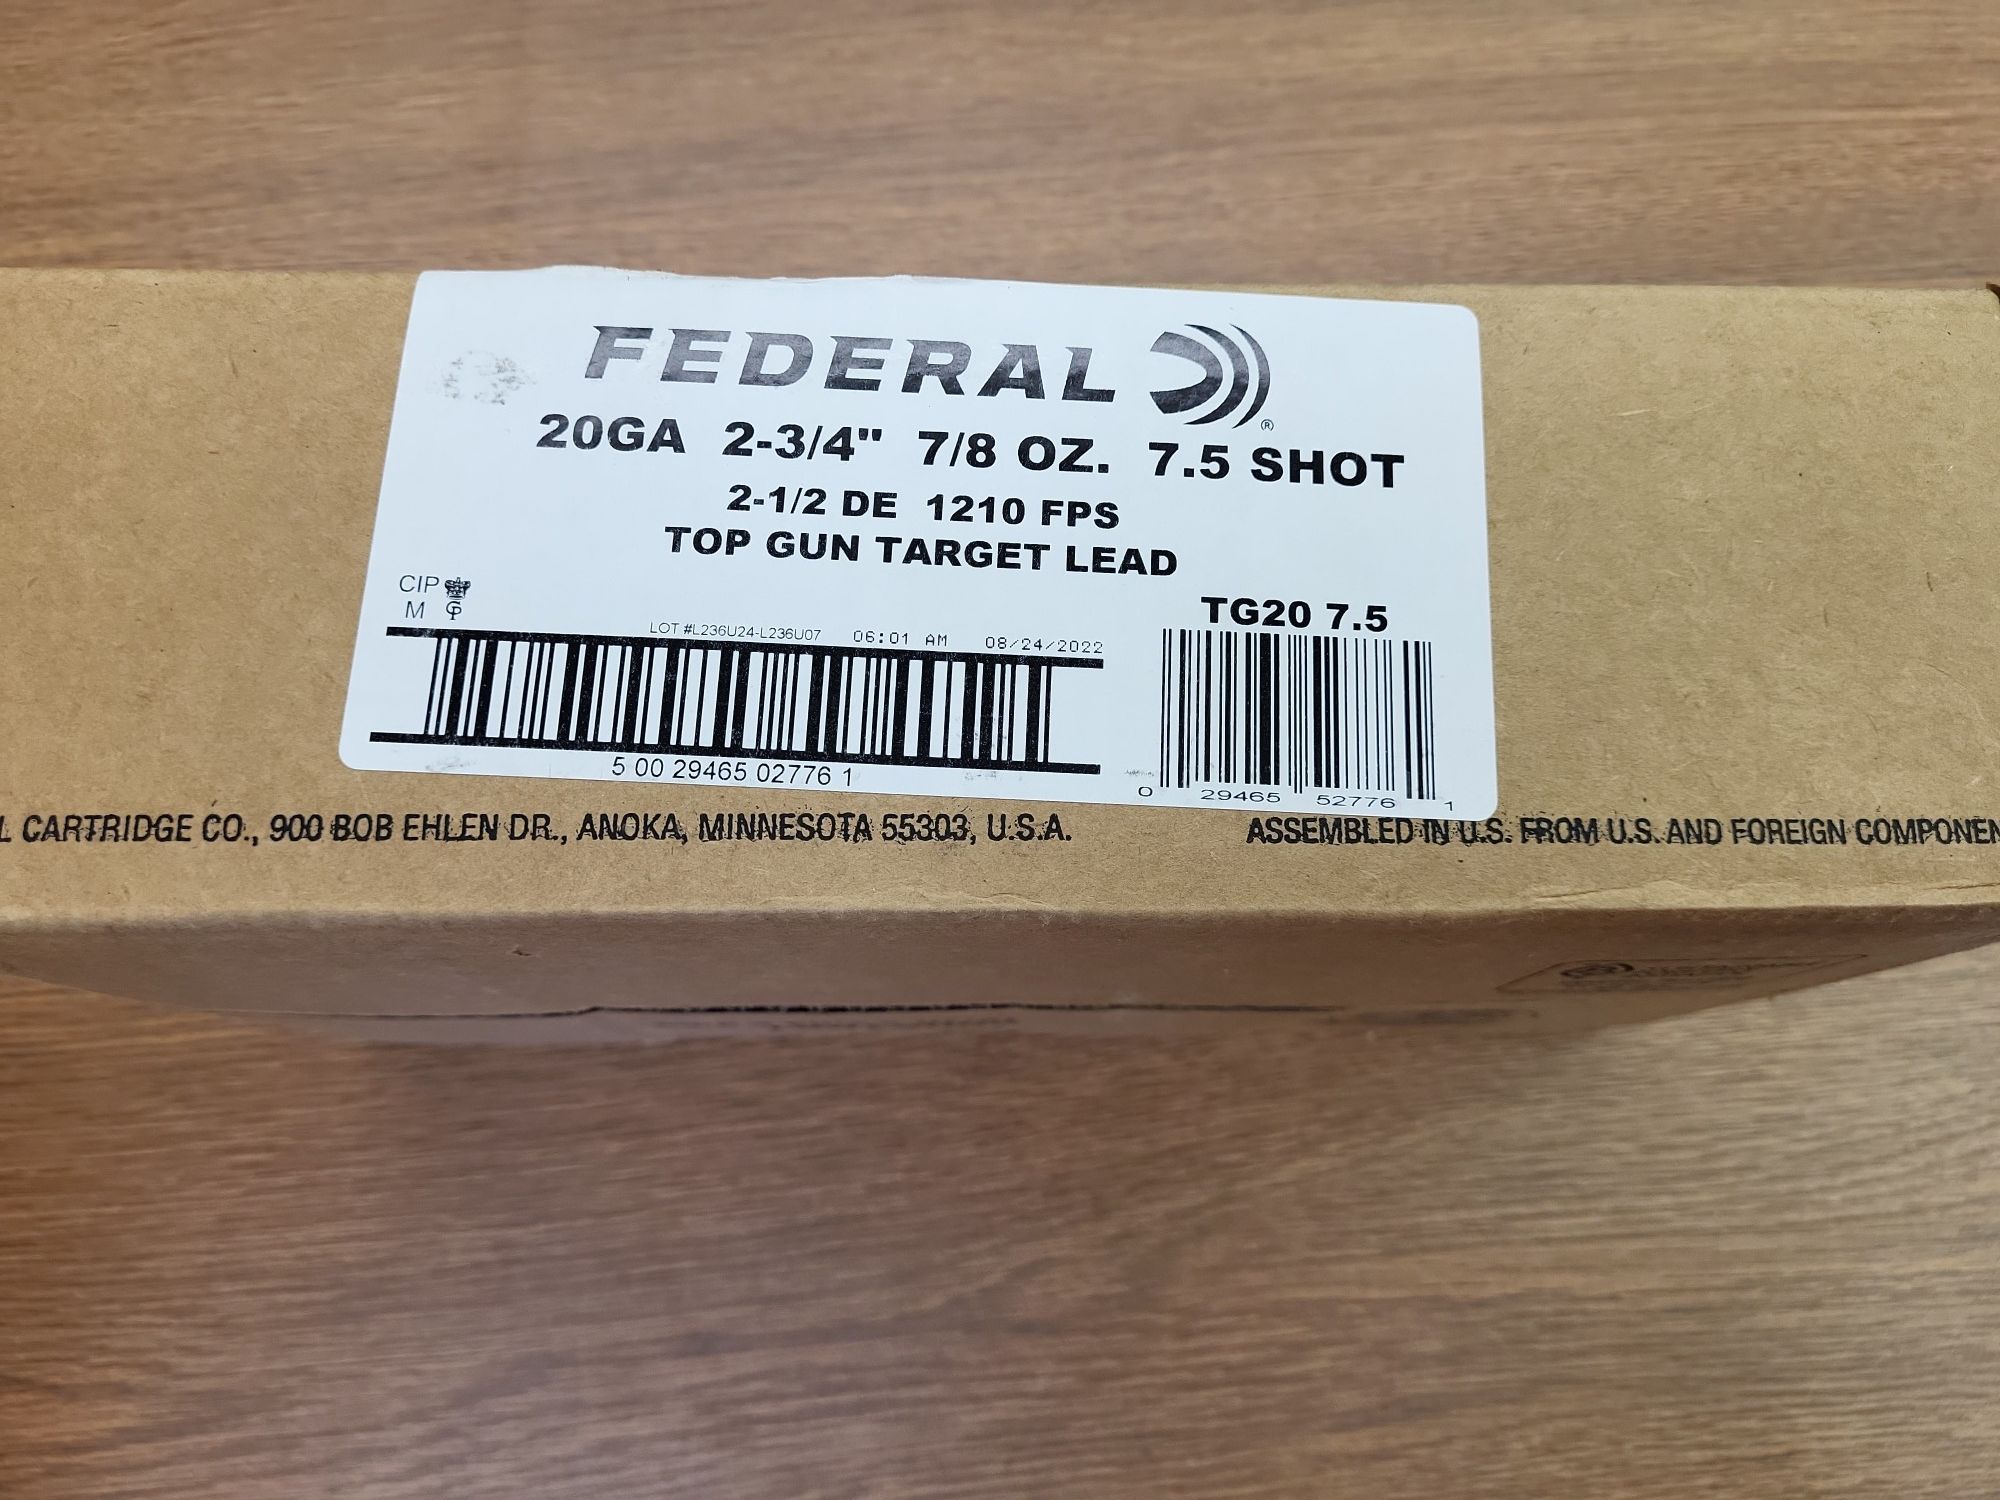 FEDERAL ®
20GA 2-3/4" 7/8 OZ. 7.5 SHOT
2-1/2 DE 1210 FPS
TOP GUN TARGET LEAD
CIP
M
TG20 7.5
LOT #L236U24-L236U07 06:01 AM 08/24/2022
5 00 29465 02776 1
0 29465 52776 1
L CARTRIDGE CO., 900 BOB EHLEN DR., ANOKA, MINNESOTA 55303, U.S.A.
ASSEMBLED IN U.S. FROM U.S. AND FOREIGN COMPONEN